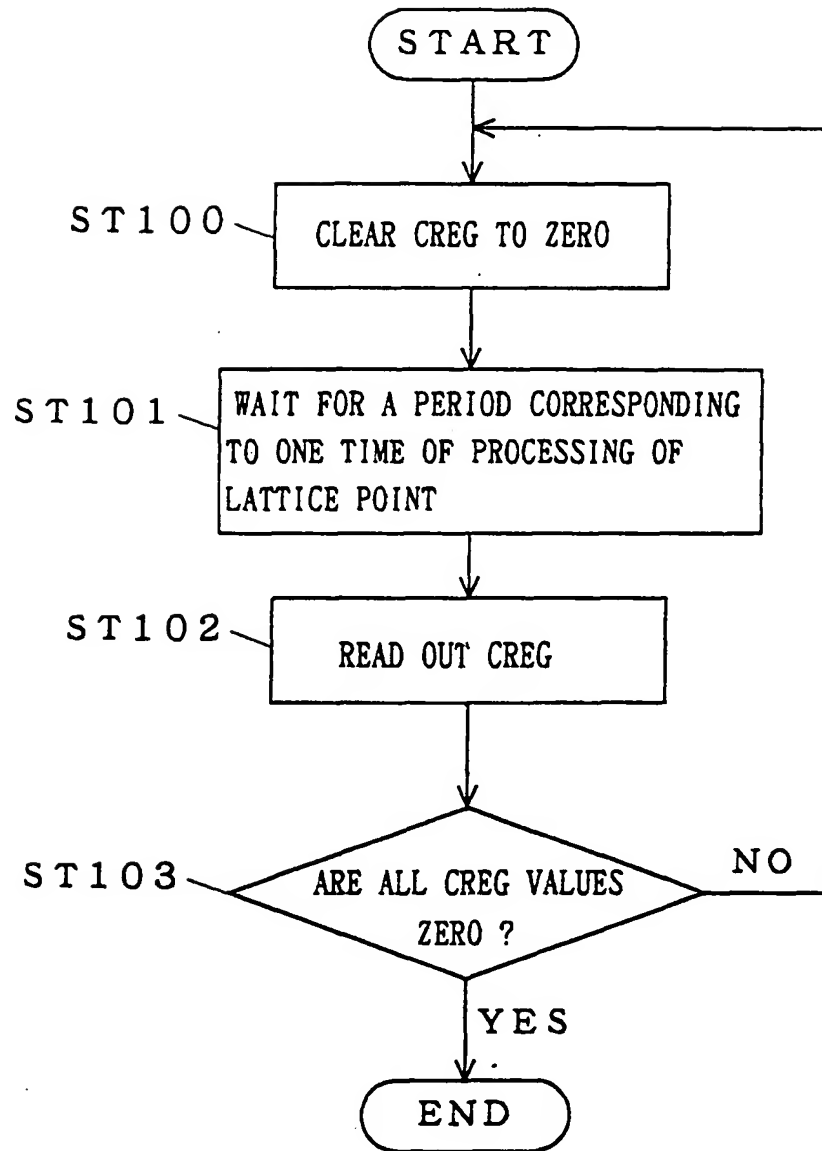 START
ST100
CLEAR CREG TO ZERO
ST101
WAIT FOR A PERIOD CORRESPONDING
TO ONE TIME OF PROCESSING OF
LATTICE POINT
ST102
READ OUT CREG
ST103
ARE ALL CREG VALUES
ZERO ?
NO
YES
END